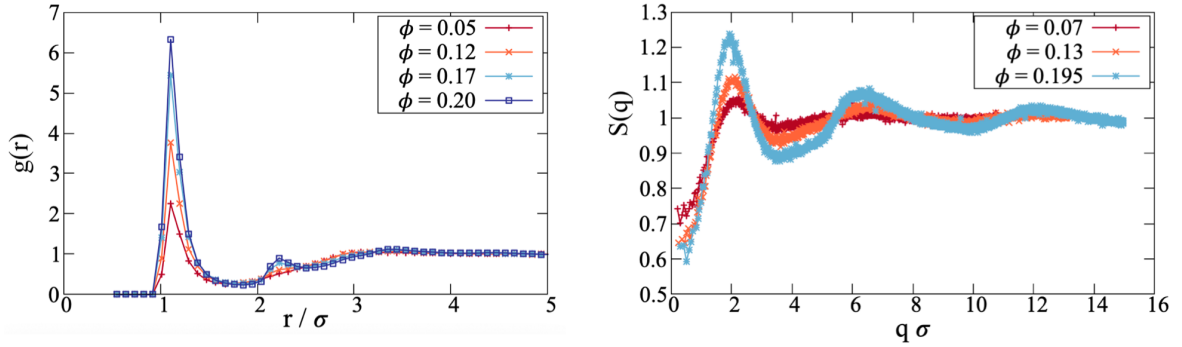 7
6
5
4
3
2
1
0
g(r)
ϕ = 0.05
ϕ = 0.12
ϕ = 0.17
ϕ = 0.20
0 1 2 3 4 5
r / σ
1.3
1.2
1.1
1
0.9
0.8
0.7
0.6
0.5
S(q)
ϕ = 0.07
ϕ = 0.13
ϕ = 0.195
0 2 4 6 8 10 12 14 16
q σ